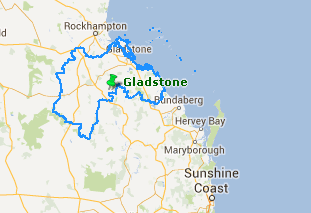 Rockhampton
Gladstone
Gladstone
Bundaberg
Hervey Bay
Maryborough
Sunshine
Coast